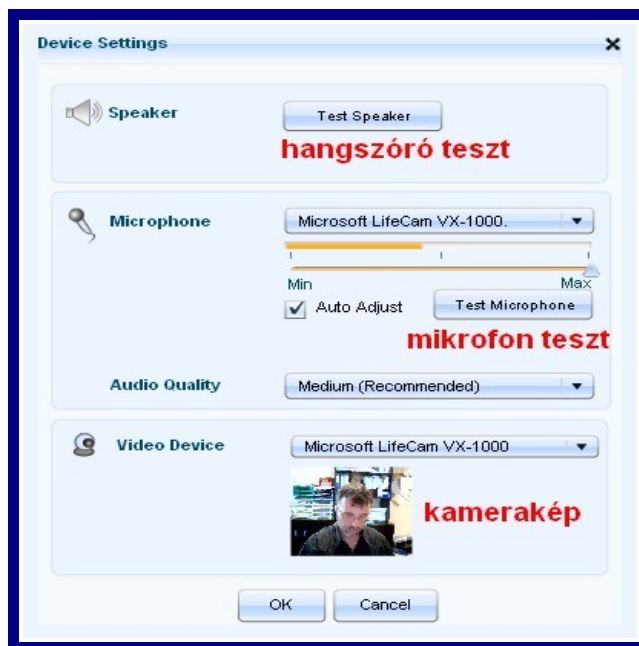 Device Settings
Speaker
Test Speaker
hangszóró teszt
Microphone
Microsoft LifeCam VX-1000.
Min
Max
Auto Adjust
Test Microphone
mikrofon teszt
Audio Quality
Medium (Recommended)
Video Device
Microsoft LifeCam VX-1000
kamerakép
OK
Cancel